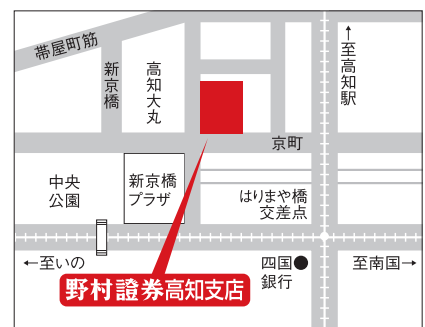 帯屋町筋
新京橋
高知大丸
↑至高知駅
京町
中央
公園
新京橋
プラザ
はりまや橋
交差点
←至いの
四国●
銀行
至南国→
野村證券高知支店